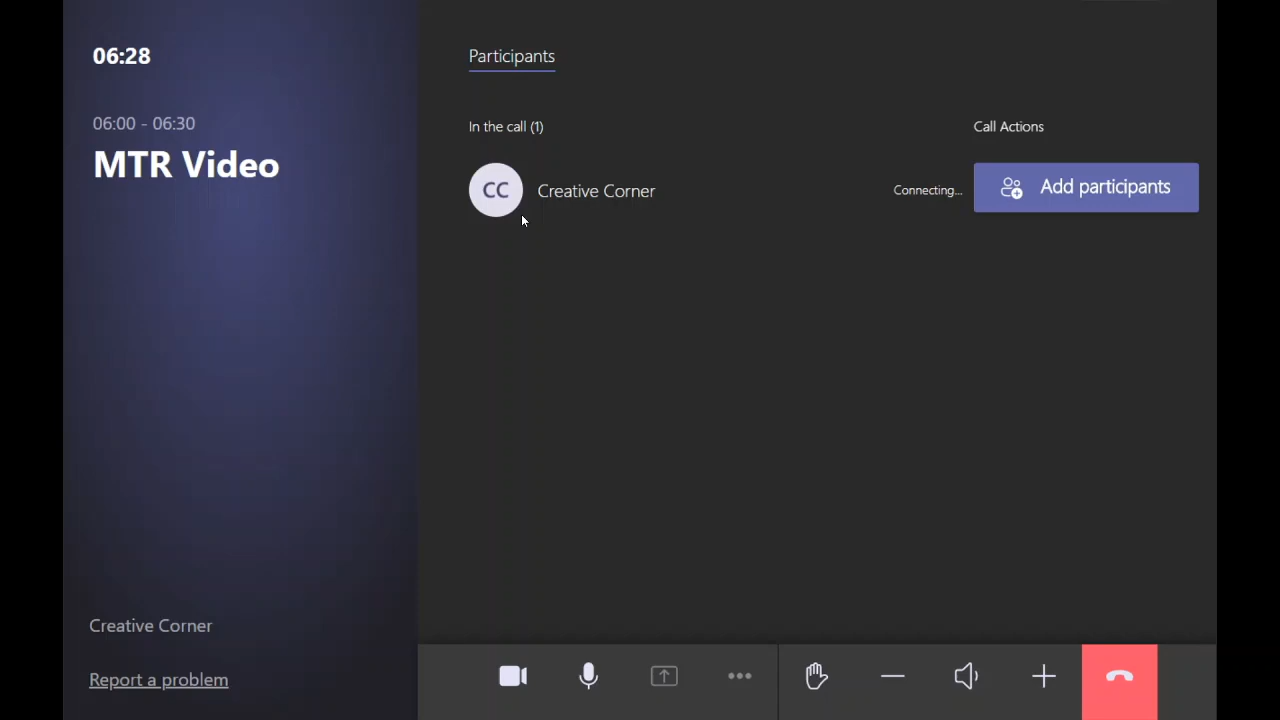 06:28
06:00 - 06:30
MTR Video
Participants
In the call (1)
Call Actions
CC
Creative Corner
Connecting...
Add participants
Creative Corner
Report a problem